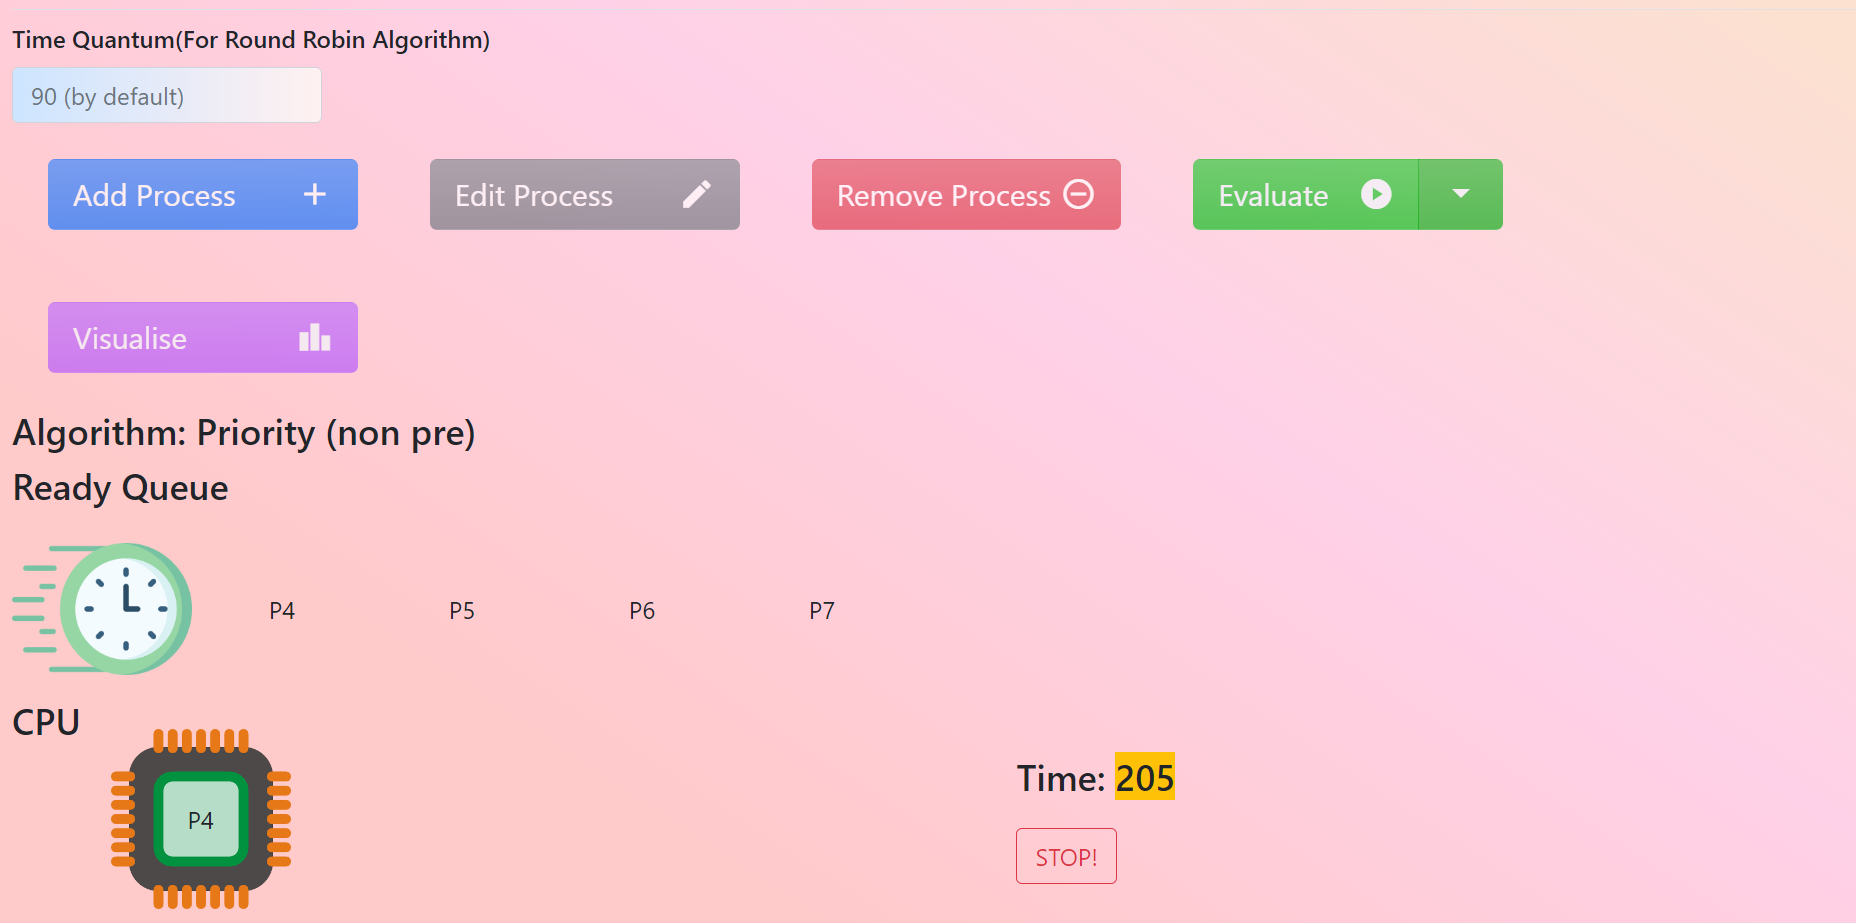 Time Quantum(For Round Robin Algorithm)
90 (by default)
Add Process
Edit Process
Remove Process
Evaluate
Visualise
Algorithm: Priority (non pre)
Ready Queue
P4 P5 P6 P7
CPU
P4
Time: 205
STOP!